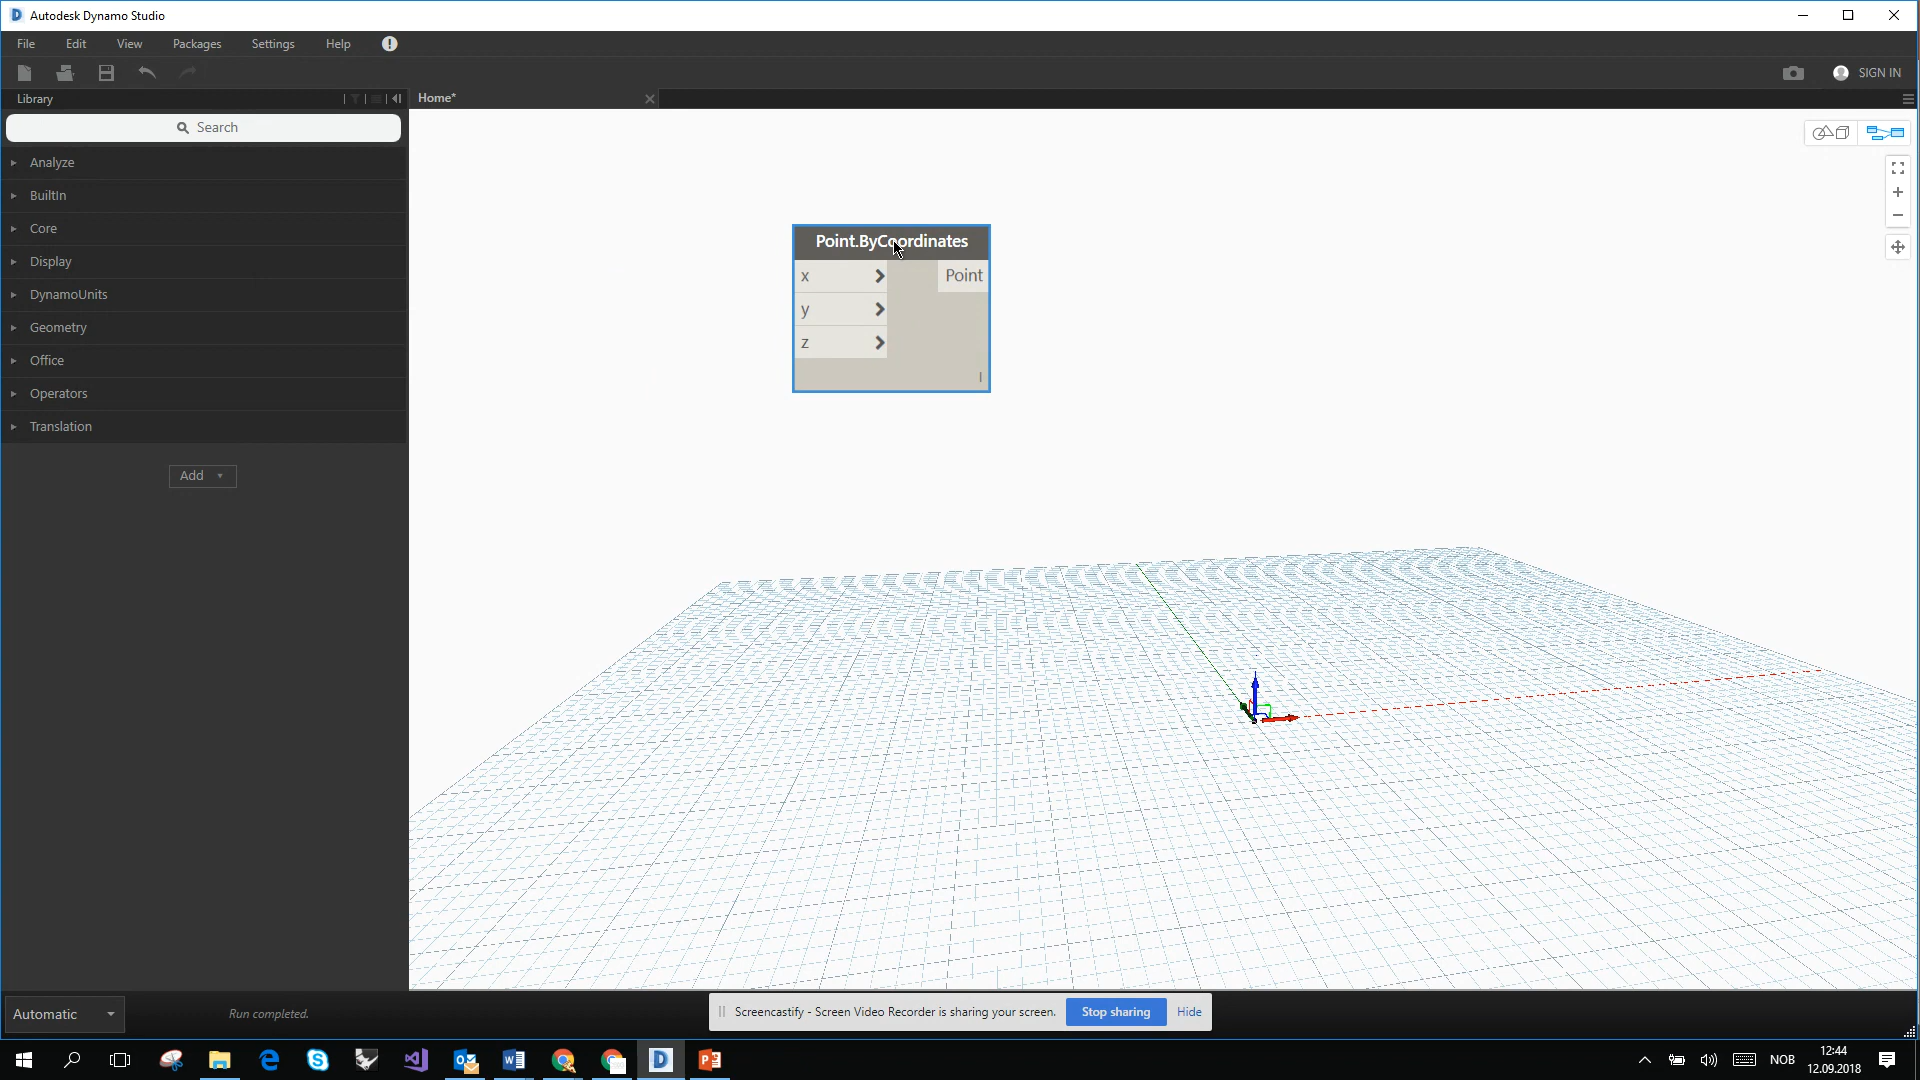 Autodesk Dynamo Studio
File Edit View Packages Settings Help
SIGN IN
Library
Home*
Search
Analyze
BuiltIn
Core
Display
DynamoUnits
Geometry
Office
Operators
Translation
Add
Point.ByCoordinates
x Point
y
z
Automatic
Run completed.
Screencastify - Screen Video Recorder is sharing your screen. Stop sharing Hide
NOB
12:44
12.09.2018